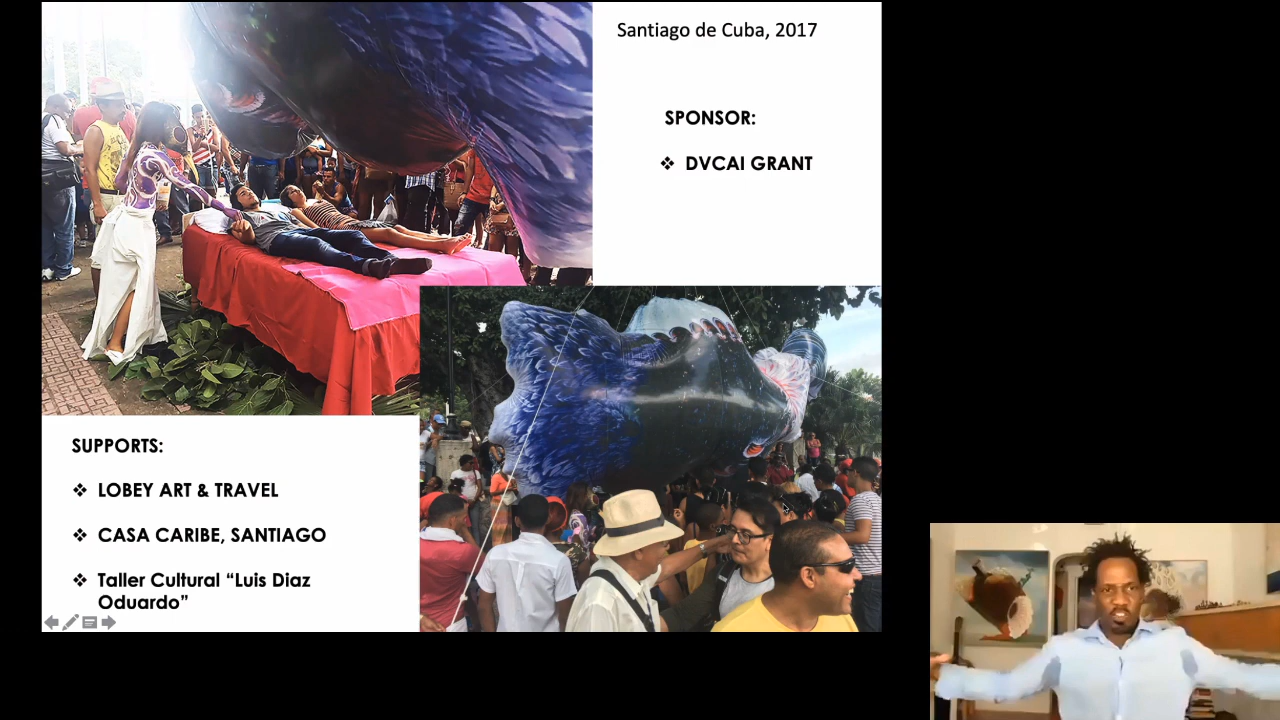 Santiago de Cuba, 2017
SPONSOR:
❖ DVCAI GRANT
SUPPORTS:
❖ LOBEY ART & TRAVEL
❖ CASA CARIBE, SANTIAGO
❖ Taller Cultural “Luis Diaz
Oduardo”